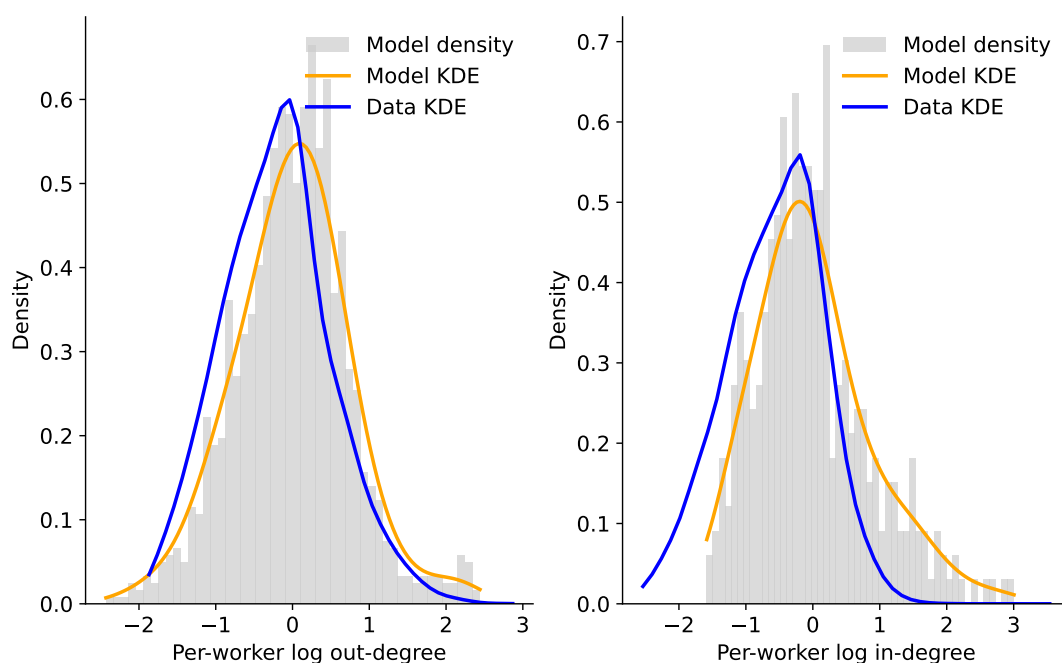 Model density
Model KDE
Data KDE
0.6
0.5
0.4
0.3
0.2
0.1
0.0
Density
−2
−1
0
1
2
3
Per-worker log out-degree
Model density
Model KDE
Data KDE
0.7
0.6
0.5
0.4
0.3
0.2
0.1
0.0
Density
−2
−1
0
1
2
3
Per-worker log in-degree